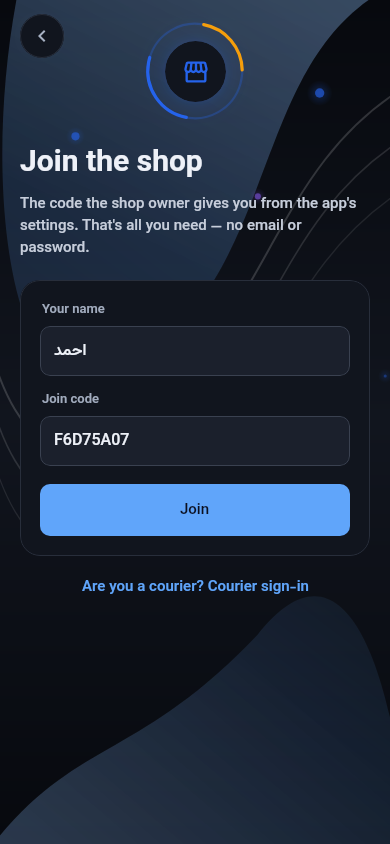 Join the shop
The code the shop owner gives you from the app's
settings. That's all you need — no email or
password.
Your name
احمد
Join code
F6D75A07
Join
Are you a courier? Courier sign-in